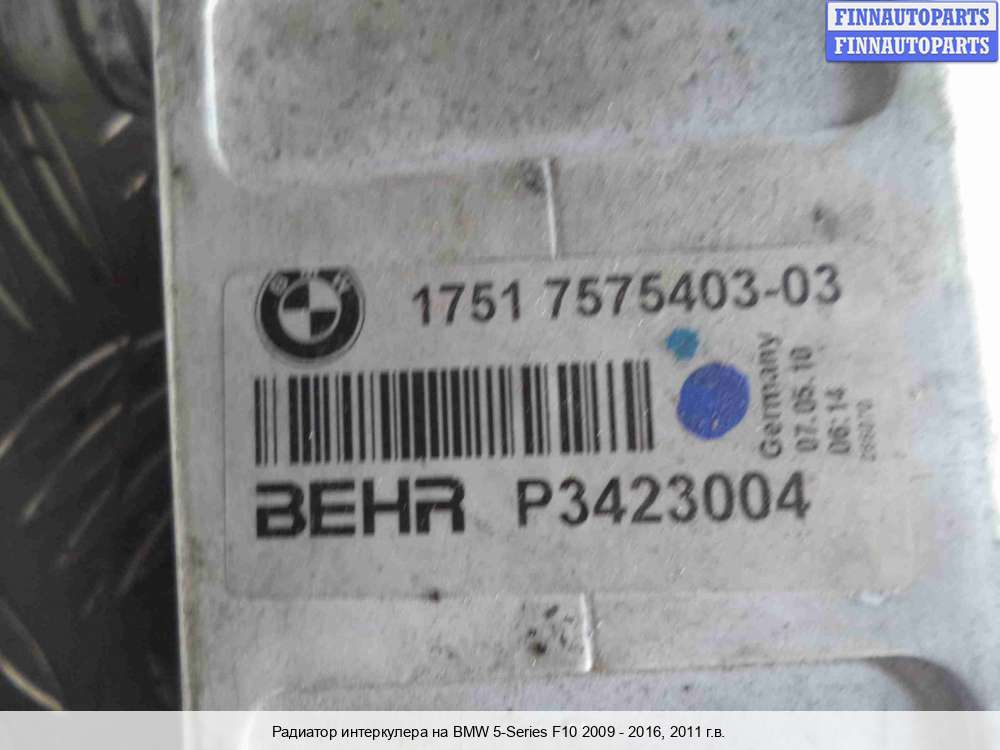 FINNAUTOPARTS
FINNAUTOPARTS
BMW
1751 7575403-03
Germany
07.05.10
06:14
BEHR P3423004
Радиатор интеркулера на BMW 5-Series F10 2009 - 2016, 2011 г.в.